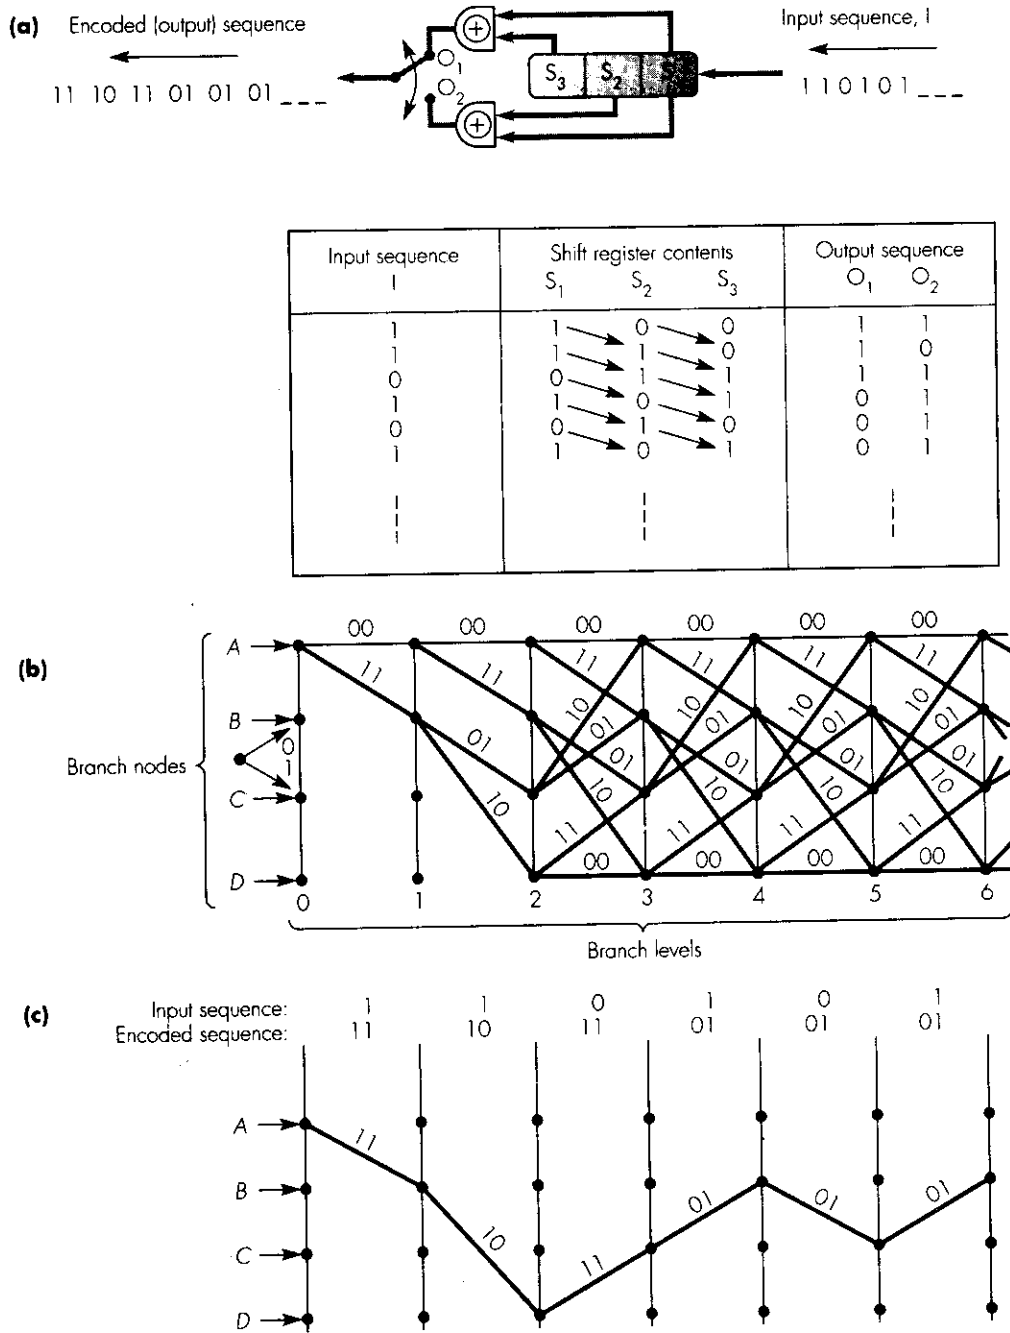 (a) Encoded (output) sequence
Input sequence, I
11 10 11 01 01 01 _ _ _
O1
O2
S3 S2 S
110101 _ _ _
Input sequence Shift register contents Output sequence
I S1 S2 S3 O1 O2
1 1 0 0 1 1
1 1 1 0 1 0
0 0 1 1 1 1
1 1 0 1 0 1
0 0 1 0 0 1
1 1 0 1 0 1
(b)
00 00 00 00 00 00
A
11 11 11 11 11
10 10 10
B
01 01 01 01
0
1
Branch nodes
01 01 01
C
10 10 10 10 10
11 11 11 11
00 00 00 00
D
0 1 2 3 4 5 6
Branch levels
(c) Input sequence: 1 1 0 1 0 1
Encoded sequence: 11 10 11 01 01 01
A
11
B
01 01 01
10
C
11
D